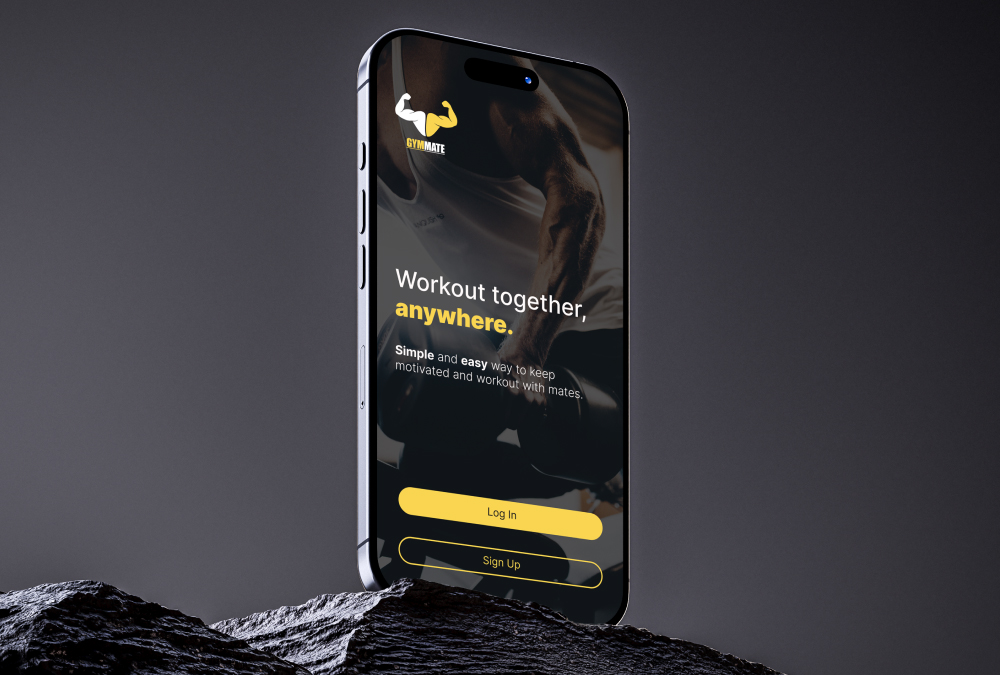 GYMMATE
Workout together,
anywhere.
Simple and easy way to keep
motivated and workout with mates.
Log In
Sign Up